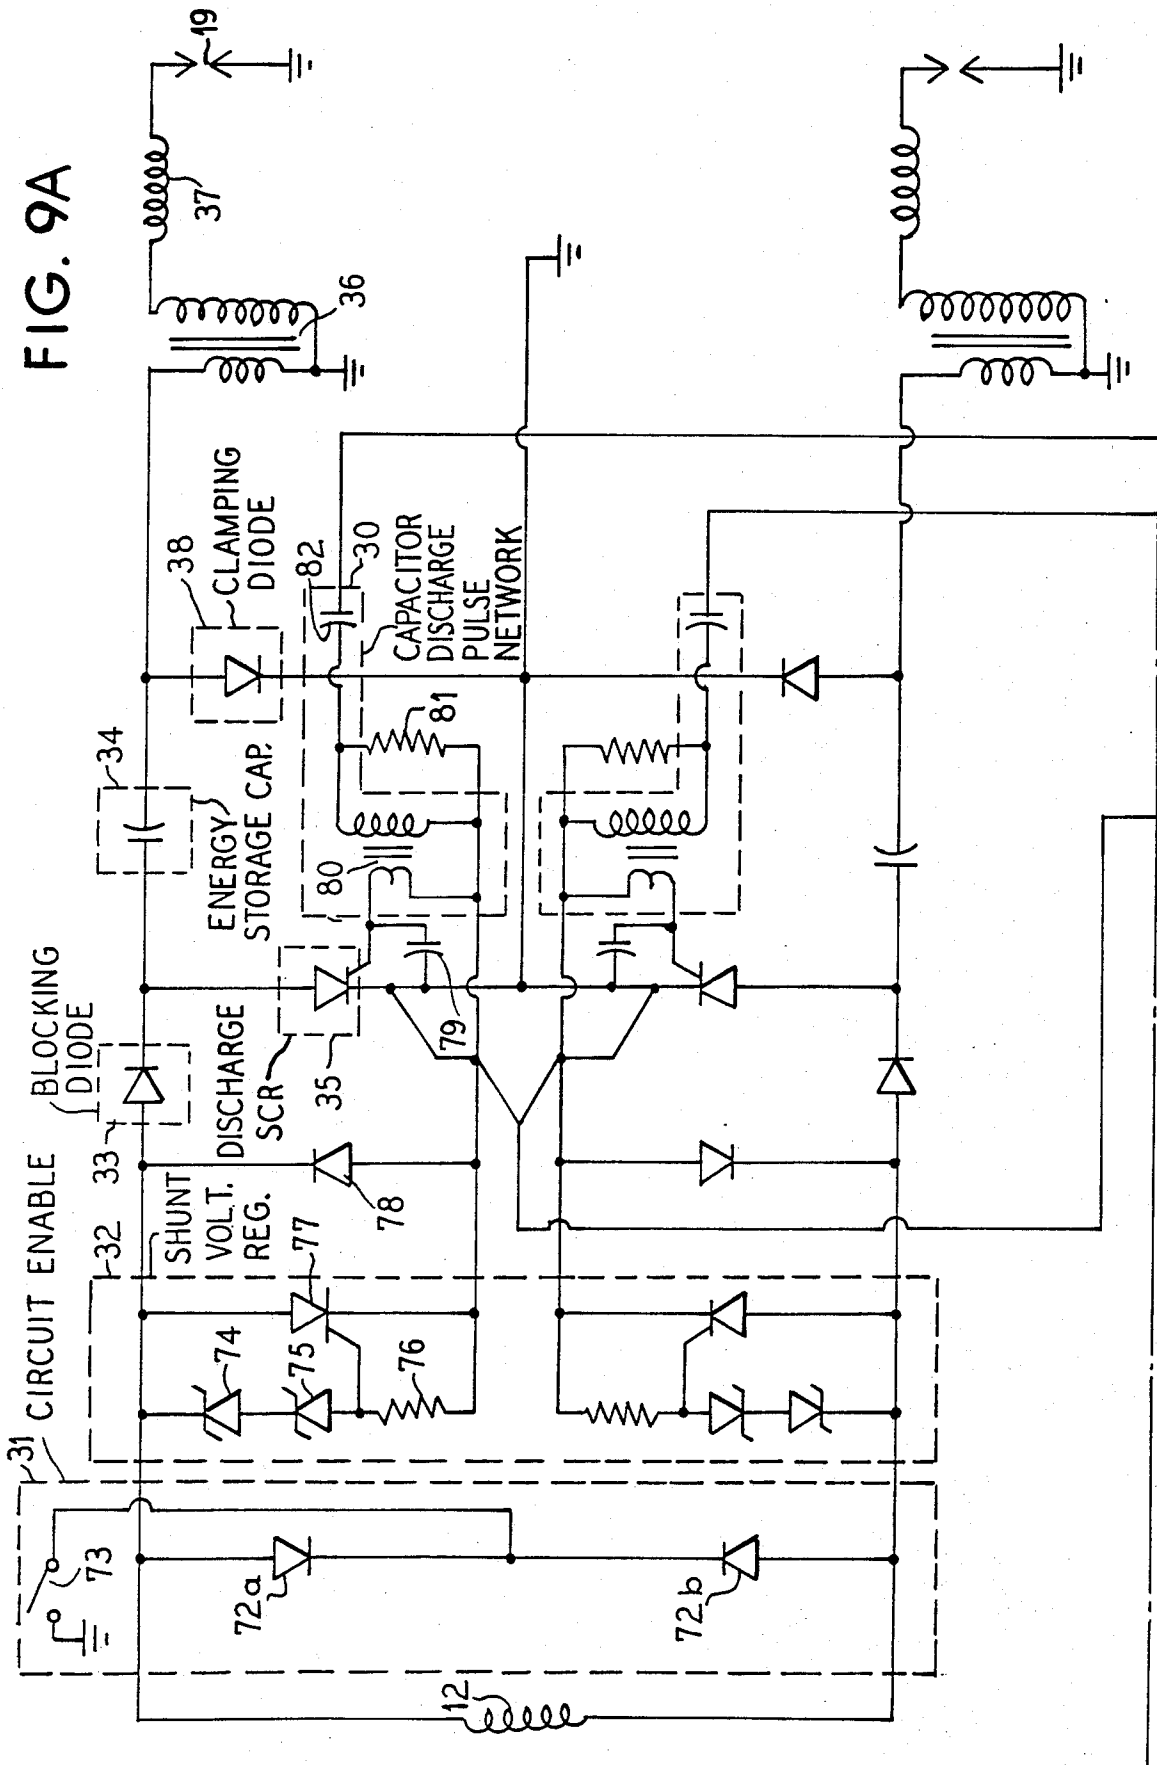 FIG. 9A
31
CIRCUIT ENABLE
73
72a
72b
12
32
SHUNT
VOLT.
REG.
74
75
76
77
78
BLOCKING
DIODE
33
DISCHARGE
SCR
35
79
34
ENERGY
STORAGE CAP.
80
81
82
30
CAPACITOR
DISCHARGE
PULSE
NETWORK
38
CLAMPING
DIODE
36
37
19